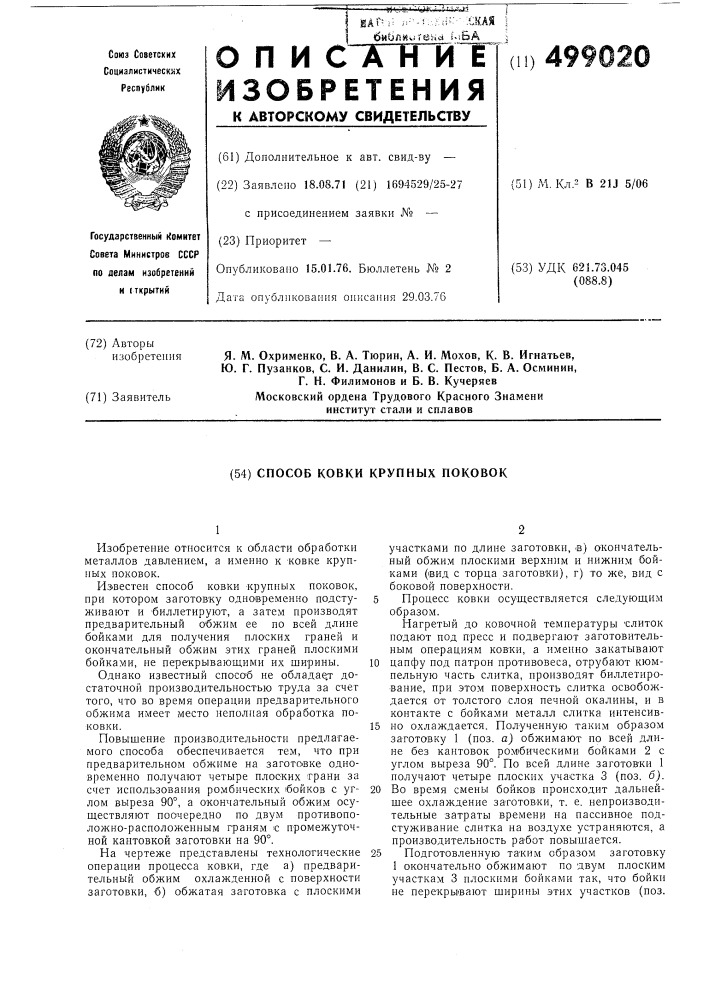 библиотека МБА
Союз Советских
Социалистических
Республик
Государственный Комитет
Совета Министров СССР
по делам изобретений
и открытий
ОПИСАНИЕ
ИЗОБРЕТЕНИЯ
К АВТОРСКОМУ СВИДЕТЕЛЬСТВУ
(11) 499020
(61) Дополнительное к авт. свид-ву —
(22) Заявлено 18.08.71 (21) 1694529/25-27
с присоединением заявки № —
(23) Приоритет —
Опубликовано 15.01.76. Бюллетень № 2
Дата опубликования описания 29.03.76
(51) М. Кл.² B 21J 5/06
(53) УДК 621.73.045
(088.8)
(72) Авторы
изобретения
Я. М. Охрименко, В. А. Тюрин, А. И. Мохов, К. В. Игнатьев,
Ю. Г. Пузанков, С. И. Данилин, В. С. Пестов, Б. А. Осминин,
Г. Н. Филимонов и Б. В. Кучеряев
(71) Заявитель
Московский ордена Трудового Красного Знамени
институт стали и сплавов
(54) СПОСОБ КОВКИ КРУПНЫХ ПОКОВОК
1
Изобретение относится к области обработки
металлов давлением, а именно к ковке круп-
ных поковок.
Известен способ ковки крупных поковок,
при котором заготовку одновременно подсту-
живают и биллетируют, а затем производят
предварительный обжим ее по всей длине
бойками для получения плоских граней и
окончательный обжим этих граней плоскими
бойками, не перекрывающими их ширины.
Однако известный способ не обладает до-
статочной производительностью труда за счет
того, что во время операции предварительного
обжима имеет место неполная обработка по-
ковки.
Повышение производительности предлагае-
мого способа обеспечивается тем, что при
предварительном обжиме на заготовке одно-
временно получают четыре плоских грани за
счет использования ромбических бойков с уг-
лом выреза 90°, а окончательный обжим осу-
ществляют поочередно по двум противопо-
ложно-расположенным граням с промежуточ-
ной кантовкой заготовки на 90°.
На чертеже представлены технологические
операции процесса ковки, где а) предвари-
тельный обжим охлажденной с поверхности
заготовки, б) обжатая заготовка с плоскими
2
участками по длине заготовки, в) окончатель-
ный обжим плоскими верхним и нижним бой-
ками (вид с торца заготовки), г) то же, вид с
боковой поверхности.
5 Процесс ковки осуществляется следующим
образом.
Нагретый до ковочной температуры слиток
подают под пресс и подвергают заготовитель-
ным операциям ковки, а именно закатывают
10 цапфу под патрон противовеса, отрубают кюм-
пельную часть слитка, производят биллетиро-
вание, при этом поверхность слитка освобож-
дается от толстого слоя печной окалины, и в
контакте с бойками металл слитка интенсив-
15 но охлаждается. Полученную таким образом
заготовку 1 (поз. а) обжимают по всей дли-
не без кантовок ромбическими бойками 2 с
углом выреза 90°. По всей длине заготовки 1
получают четыре плоских участка 3 (поз. б).
20 Во время смены бойков происходит дальней-
шее охлаждение заготовки, т. е. непроизводи-
тельные затраты времени на пассивное под-
стуживание слитка на воздухе устраняются, а
производительность работ повышается.
25 Подготовленную таким образом заготовку
1 окончательно обжимают по двум плоским
участкам 3 плоскими бойками так, что бойки
не перекрывают ширины этих участков (поз.